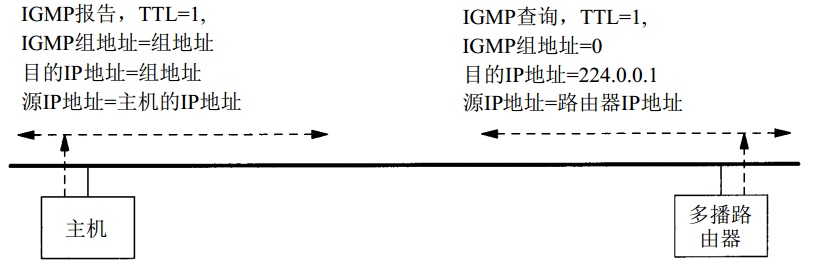 IGMP报告，TTL=1,
IGMP组地址=组地址
目的IP地址=组地址
源IP地址=主机的IP地址
IGMP查询，TTL=1,
IGMP组地址=0
目的IP地址=224.0.0.1
源IP地址=路由器IP地址
主机
多播路
由器